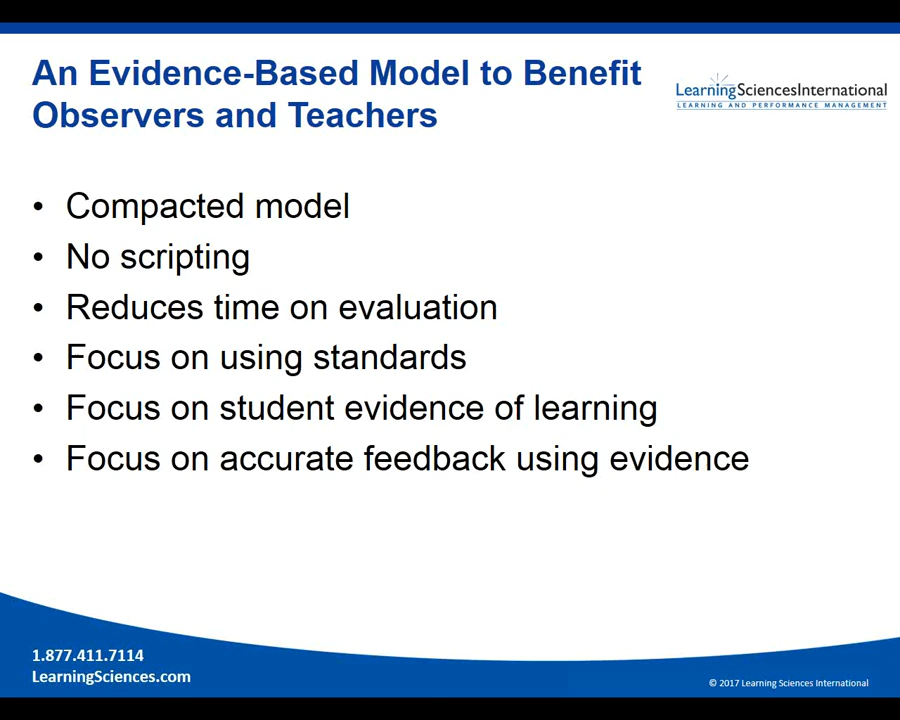 An Evidence-Based Model to Benefit
Observers and Teachers
LearningSciencesInternational
LEARNING AND PERFORMANCE MANAGEMENT
• Compacted model
• No scripting
• Reduces time on evaluation
• Focus on using standards
• Focus on student evidence of learning
• Focus on accurate feedback using evidence
1.877.411.7114
LearningSciences.com
© 2017 Learning Sciences International